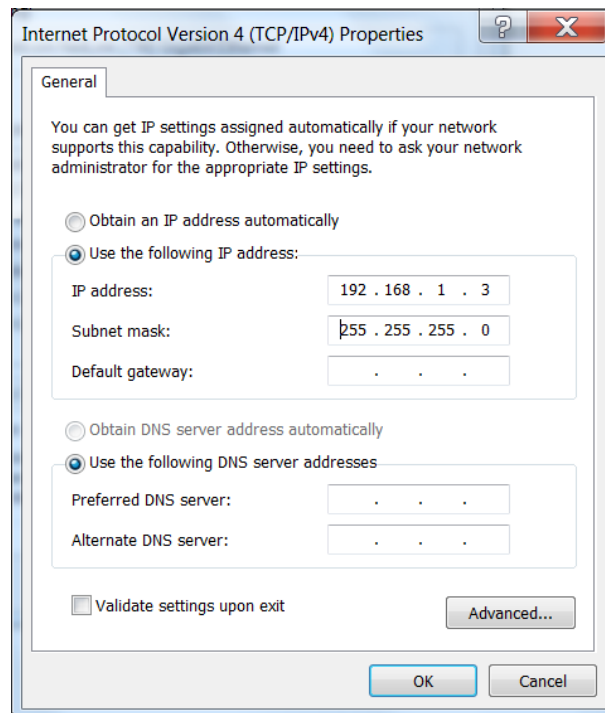 Internet Protocol Version 4 (TCP/IPv4) Properties
General
You can get IP settings assigned automatically if your network
supports this capability. Otherwise, you need to ask your network
administrator for the appropriate IP settings.
Obtain an IP address automatically
Use the following IP address:
IP address: 192 . 168 . 1 . 3
Subnet mask: 255 . 255 . 255 . 0
Default gateway: . . .
Obtain DNS server address automatically
Use the following DNS server addresses
Preferred DNS server: . . .
Alternate DNS server: . . .
Validate settings upon exit
Advanced...
OK Cancel